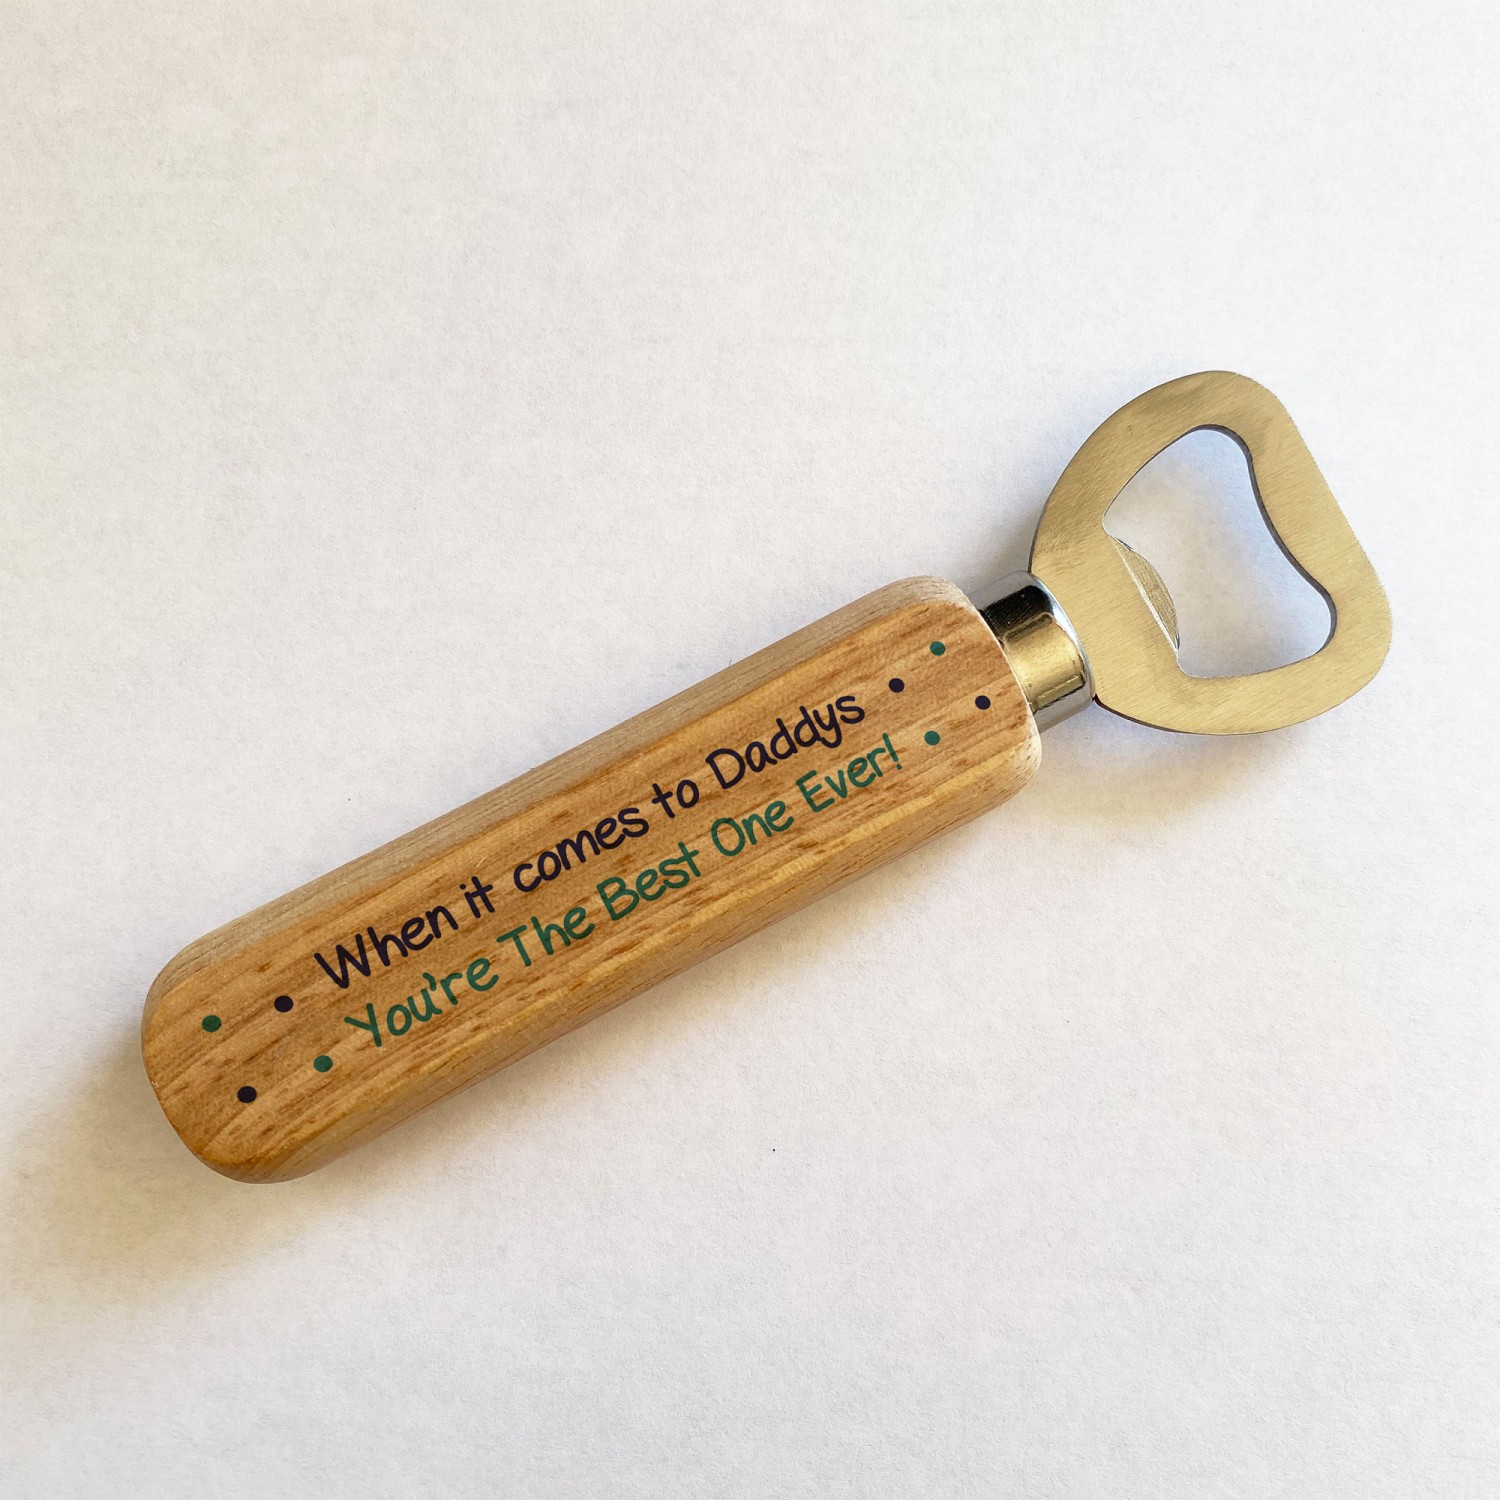 When it comes to Daddys
You're The Best One Ever!